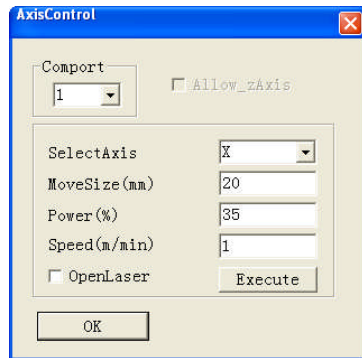 AxisControl
Comport
1
Allow_zAxis
SelectAxis X
MoveSize(mm) 20
Power(%) 35
Speed(m/min) 1
OpenLaser Execute
OK